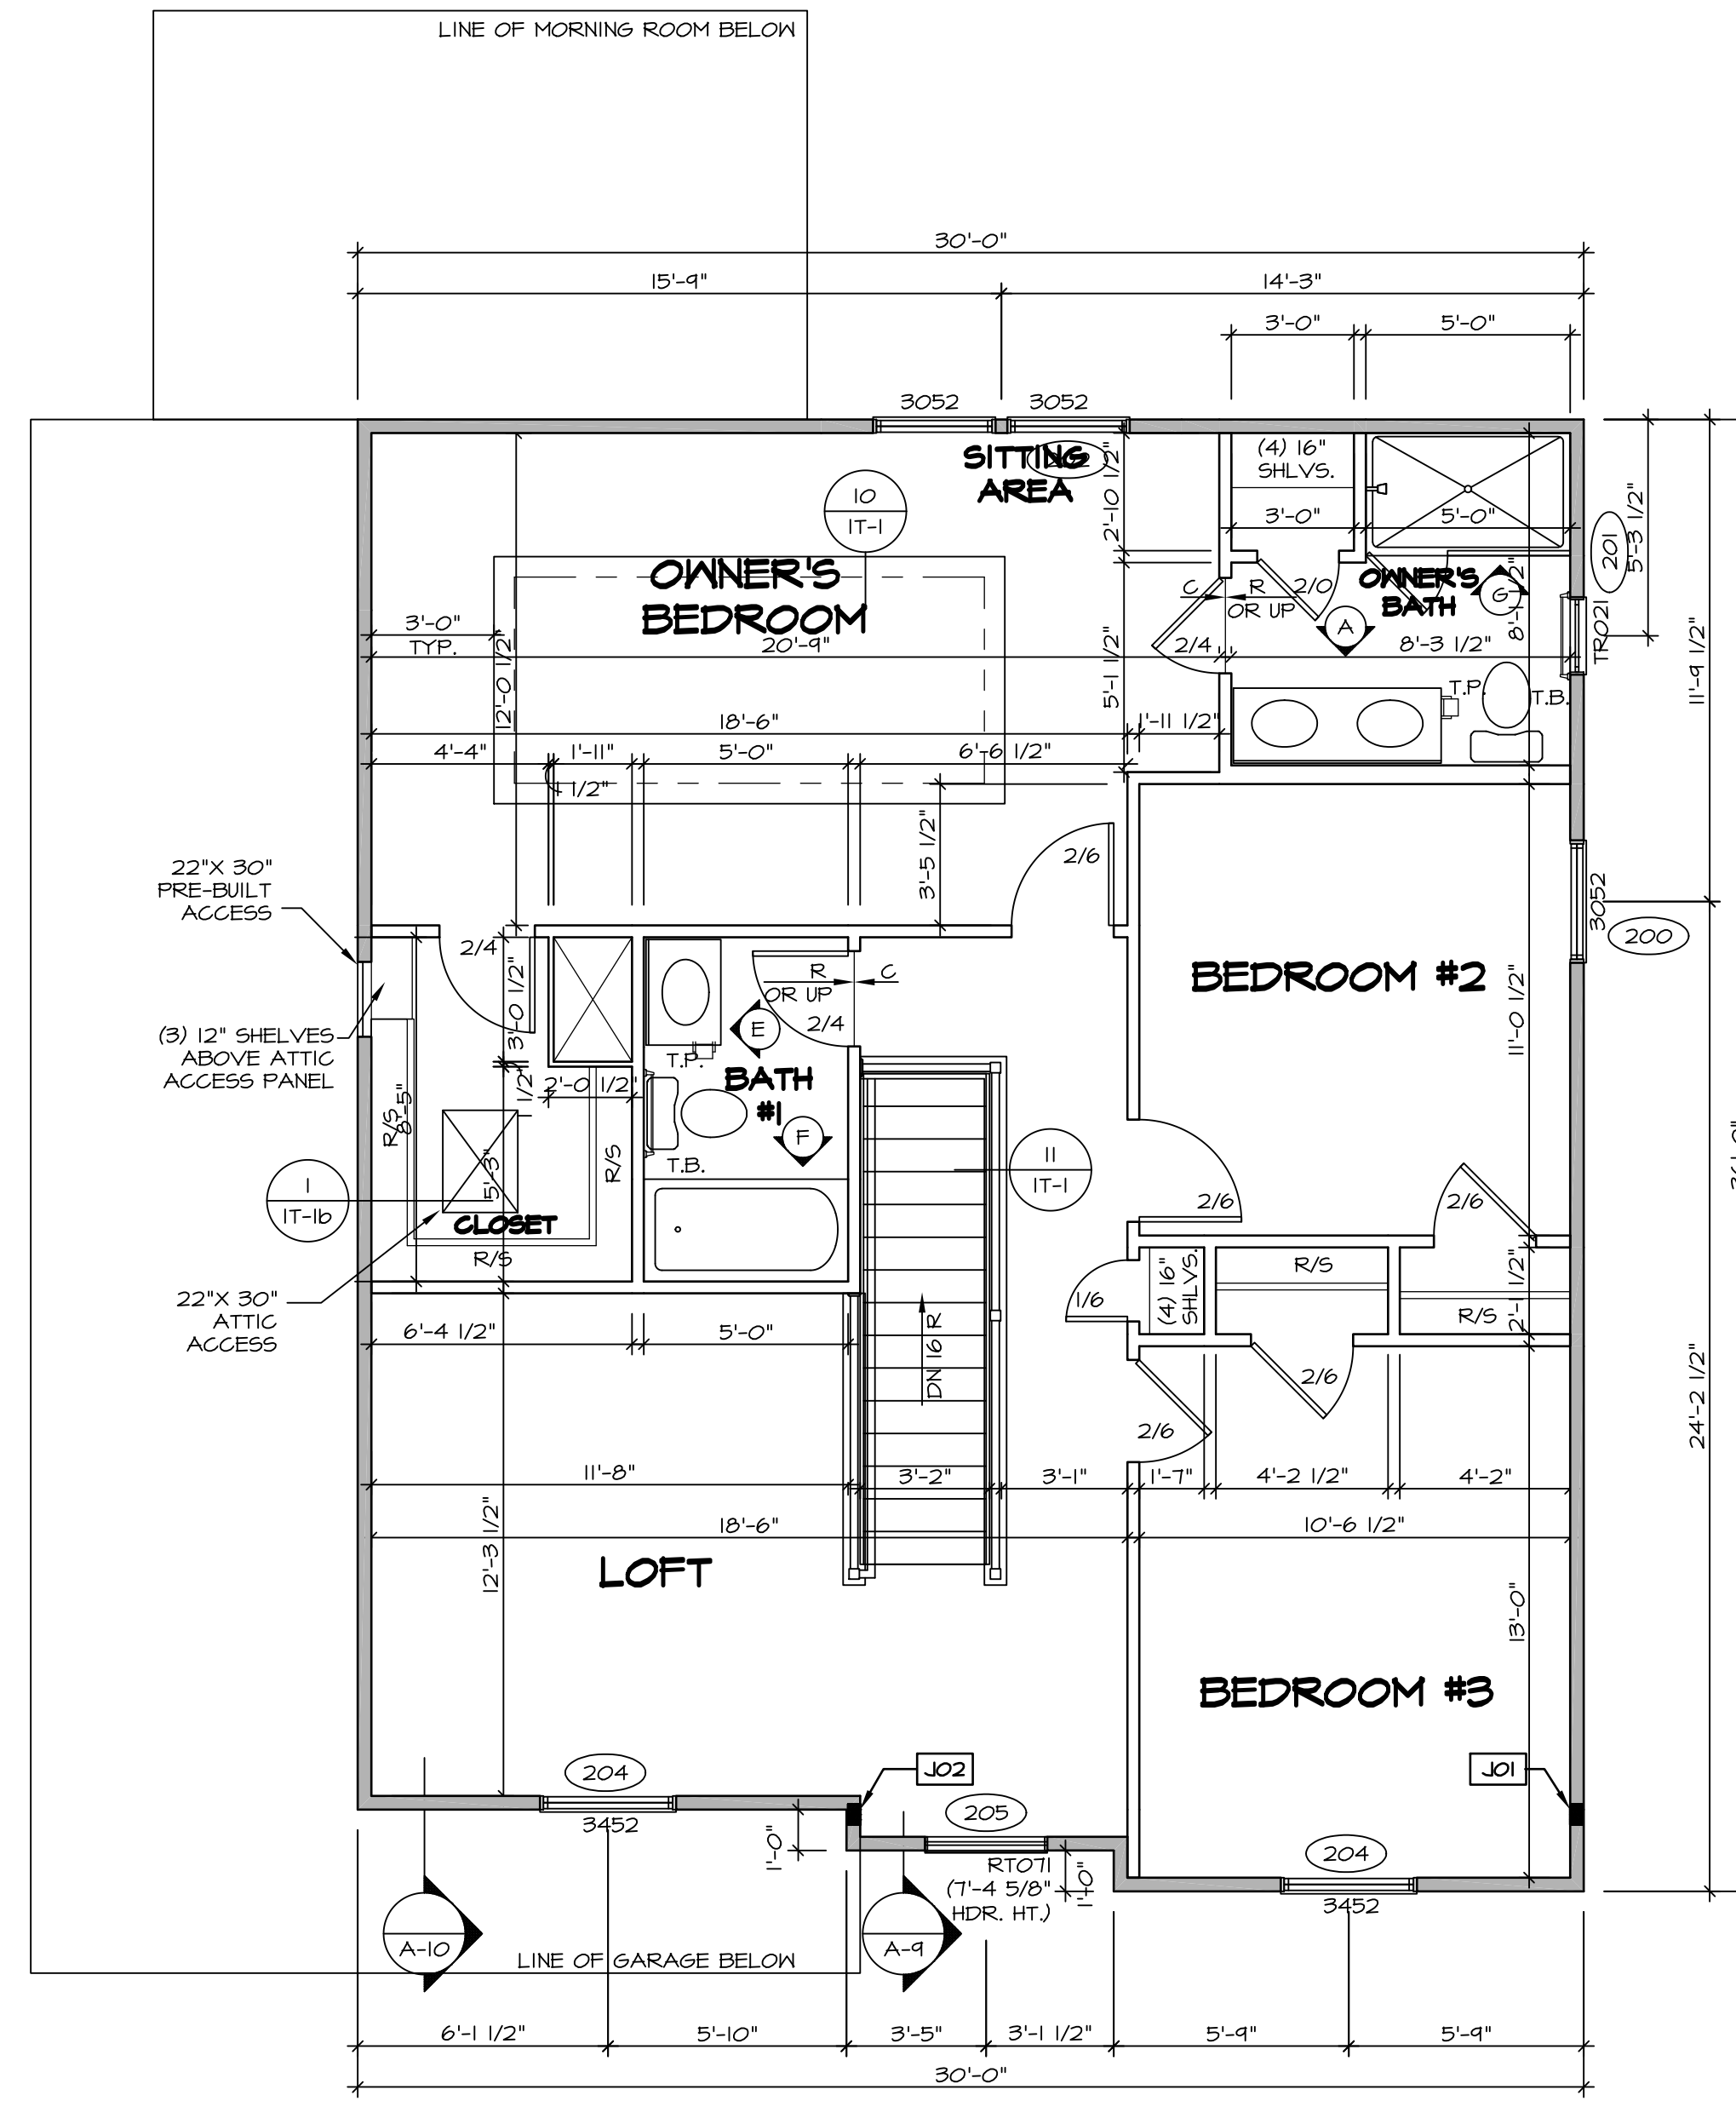 LINE OF MORNING ROOM BELOW
30'-0"
15'-9"
14'-3"
3'-0"
5'-0"
3052
3052
SITTING
AREA
(4) 16"
SHLVS.
2'-10 1/2"
3'-0"
5'-0"
5'-3 1/2"
201
10
1T-1
OWNER'S
BEDROOM
C
R
OR UP
2/0
OWNER'S
BATH
G
8'-1 1/2"
A
TR021
3'-0"
TYP.
20'-9"
2/4
8'-3 1/2"
12'-0 1/2"
5'-1 1/2"
11'-9 1/2"
T.P.
T.B.
18'-6"
1'-11 1/2"
4'-4"
1'-11"
5'-0"
6'-6 1/2"
1 1/2"
3'-5 1/2"
2/6
22"X 30"
PRE-BUILT
ACCESS
3052
200
2/4
3'-0 1/2"
R
OR UP
C
2/4
BEDROOM #2
11'-0 1/2"
(3) 12" SHELVES
ABOVE ATTIC
ACCESS PANEL
E
T.P.
BATH
#1
F
T.B.
1 1/2"
2'-0 1/2"
R/S
8'-5"
5'-3"
R/S
11
1T-1
1
1T-1b
CLOSET
R/S
2/6
2/6
22"X 30"
ATTIC
ACCESS
1/6
(4) 16"
SHLVS.
R/S
R/S
2'-1 1/2"
6'-4 1/2"
5'-0"
DN 16 R
2/6
2/6
24'-2 1/2"
11'-8"
3'-2"
3'-1"
1'-7"
4'-2 1/2"
4'-2"
18'-6"
10'-6 1/2"
12'-3 1/2"
LOFT
13'-0"
BEDROOM #3
204
J02
J01
205
3452
1'-0"
RT071
(7'-4 5/8"
HDR. HT.)
1'-0"
204
3452
A-10
A-9
LINE OF GARAGE BELOW
6'-1 1/2"
5'-10"
3'-5"
3'-1 1/2"
5'-9"
5'-9"
30'-0"